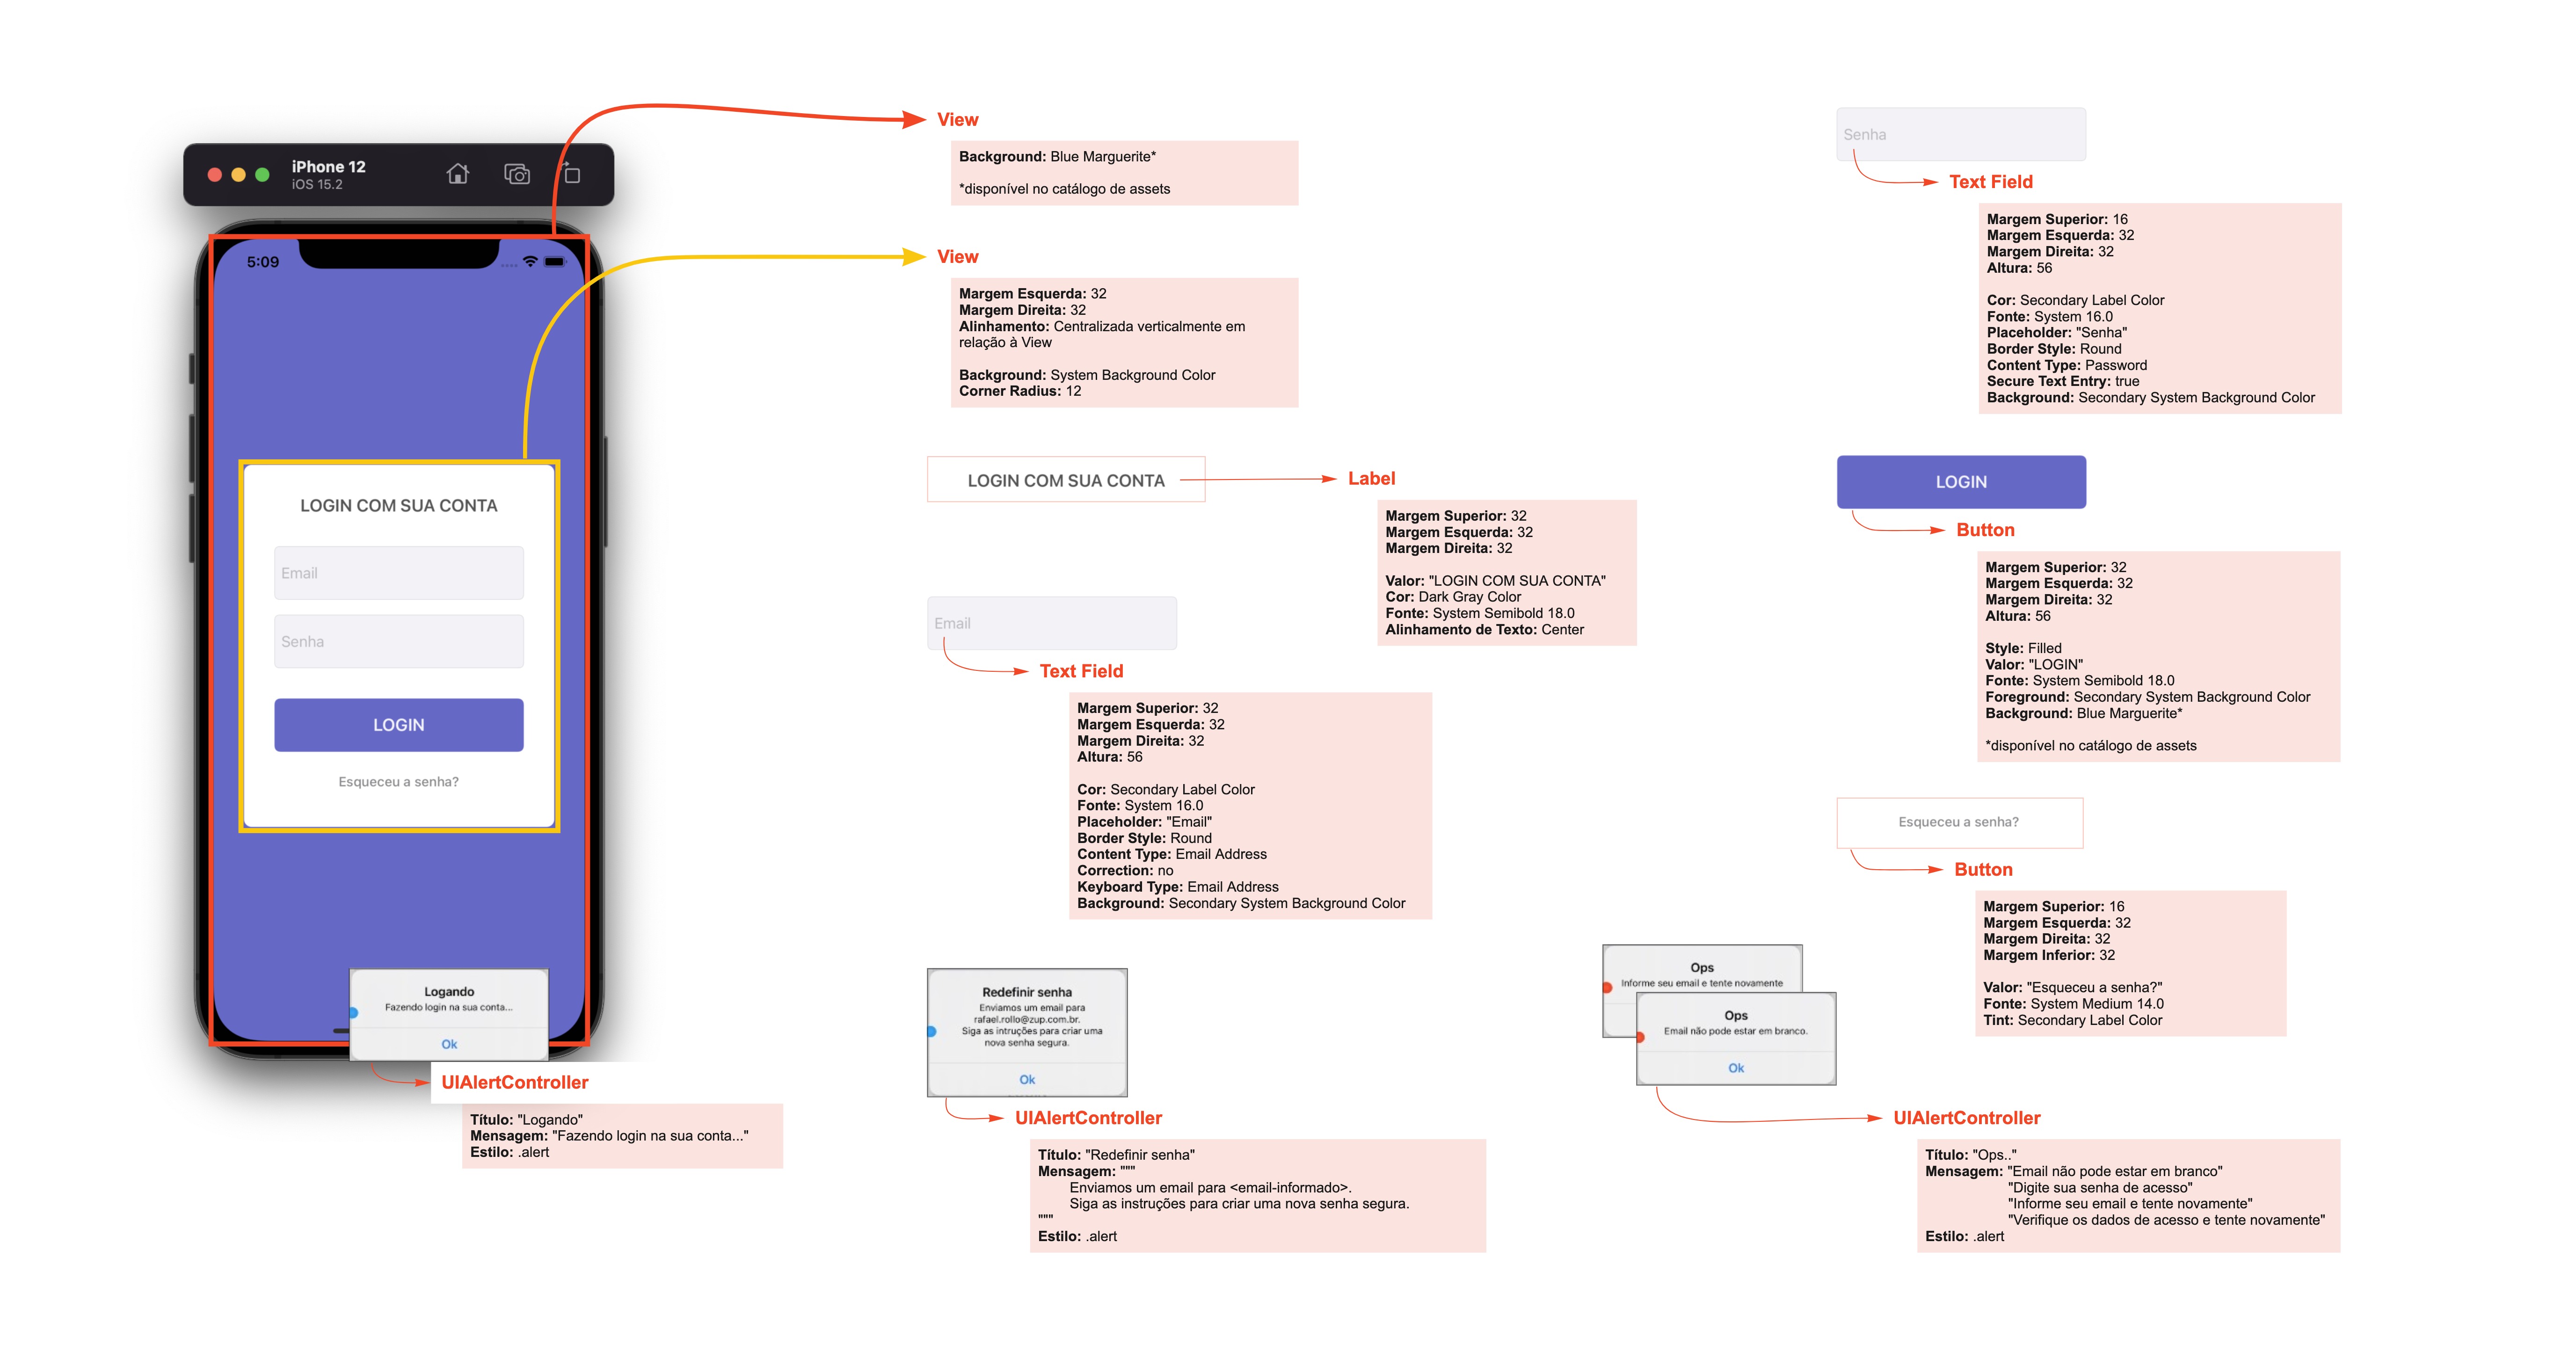 iPhone 12
iOS 15.2
5:09
LOGIN COM SUA CONTA
Email
Senha
LOGIN
Esqueceu a senha?
Logando
Fazendo login na sua conta...
Ok
UIAlertController
Título: "Logando"
Mensagem: "Fazendo login na sua conta..."
Estilo: .alert
View
Background: Blue Marguerite*
*disponível no catálogo de assets
View
Margem Esquerda: 32
Margem Direita: 32
Alinhamento: Centralizada verticalmente em
relação à View
Background: System Background Color
Corner Radius: 12
LOGIN COM SUA CONTA
Label
Margem Superior: 32
Margem Esquerda: 32
Margem Direita: 32
Valor: "LOGIN COM SUA CONTA"
Cor: Dark Gray Color
Fonte: System Semibold 18.0
Alinhamento de Texto: Center
Email
Text Field
Margem Superior: 32
Margem Esquerda: 32
Margem Direita: 32
Altura: 56
Cor: Secondary Label Color
Fonte: System 16.0
Placeholder: "Email"
Border Style: Round
Content Type: Email Address
Correction: no
Keyboard Type: Email Address
Background: Secondary System Background Color
Redefinir senha
Enviamos um email para
rafael.rollo@zup.com.br.
Siga as intruções para criar uma
nova senha segura.
Ok
UIAlertController
Título: "Redefinir senha"
Mensagem: """
Enviamos um email para <email-informado>.
Siga as instruções para criar uma nova senha segura.
"""
Estilo: .alert
Senha
Text Field
Margem Superior: 16
Margem Esquerda: 32
Margem Direita: 32
Altura: 56
Cor: Secondary Label Color
Fonte: System 16.0
Placeholder: "Senha"
Border Style: Round
Content Type: Password
Secure Text Entry: true
Background: Secondary System Background Color
LOGIN
Button
Margem Superior: 32
Margem Esquerda: 32
Margem Direita: 32
Altura: 56
Style: Filled
Valor: "LOGIN"
Fonte: System Semibold 18.0
Foreground: Secondary System Background Color
Background: Blue Marguerite*
*disponível no catálogo de assets
Esqueceu a senha?
Button
Margem Superior: 16
Margem Esquerda: 32
Margem Direita: 32
Margem Inferior: 32
Valor: "Esqueceu a senha?"
Fonte: System Medium 14.0
Tint: Secondary Label Color
Ops
Informe seu email e tente novamente
Ops
Email não pode estar em branco.
Ok
UIAlertController
Título: "Ops.."
Mensagem: "Email não pode estar em branco"
"Digite sua senha de acesso"
"Informe seu email e tente novamente"
"Verifique os dados de acesso e tente novamente"
Estilo: .alert